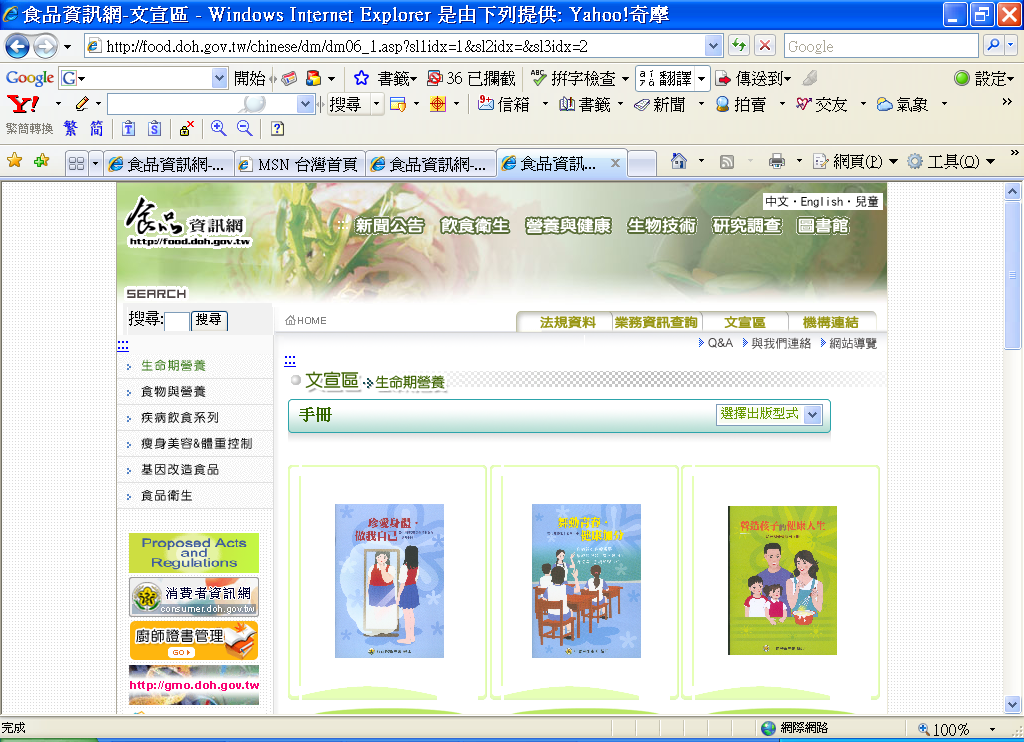 食品資訊網-文宣區 - Windows Internet Explorer 是由下列提供: Yahoo!奇摩
http://food.doh.gov.tw/chinese/dm/dm06_1.asp?sl1idx=1&sl2idx=&sl3idx=2
Google
Google G 開始 書籤 36 已攔截 ABC 拼字檢查 翻譯 傳送到 設定
Y! 搜尋 信箱 書籤 新聞 拍賣 交友 氣象 »
繁簡轉換 繁 簡 T S ?
食品資訊網-... MSN 台灣首頁 食品資訊網-... 食品資訊... x 網頁(P) 工具(O) »
中文・English・兒童
食品資訊網
http://food.doh.gov.tw
新聞公告 飲食衛生 營養與健康 生物技術 研究調查 圖書館
SEARCH
搜尋: 搜尋
HOME
法規資料 業務資訊查詢 文宣區 機構連結
Q&A 與我們連絡 網站導覽
:::
:::
生命期營養
食物與營養
疾病飲食系列
瘦身美容&體重控制
基因改造食品
食品衛生
文宣區 生命期營養
手冊 選擇出版型式
Proposed Acts
and
Regulations
消費者資訊網
consumer.doh.gov.tw
廚師證書管理
GO
http://gmo.doh.gov.tw
珍愛身體・
做我自己
營造孩子的健康人生
完成 網際網路 100%